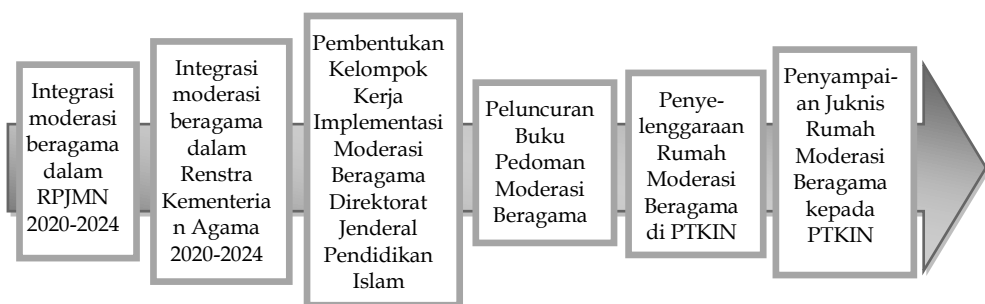 Integrasi
moderasi
beragama
dalam
RPJMN
2020-2024
Integrasi
moderasi
beragama
dalam
Renstra
Kementeria
n Agama
2020-2024
Pembentukan
Kelompok
Kerja
Implementasi
Moderasi
Beragama
Direktorat
Jenderal
Pendidikan
Islam
Peluncuran
Buku
Pedoman
Moderasi
Beragama
Penye-
lenggaraan
Rumah
Moderasi
Beragama
di PTKIN
Penyampai-
an Juknis
Rumah
Moderasi
Beragama
kepada
PTKIN